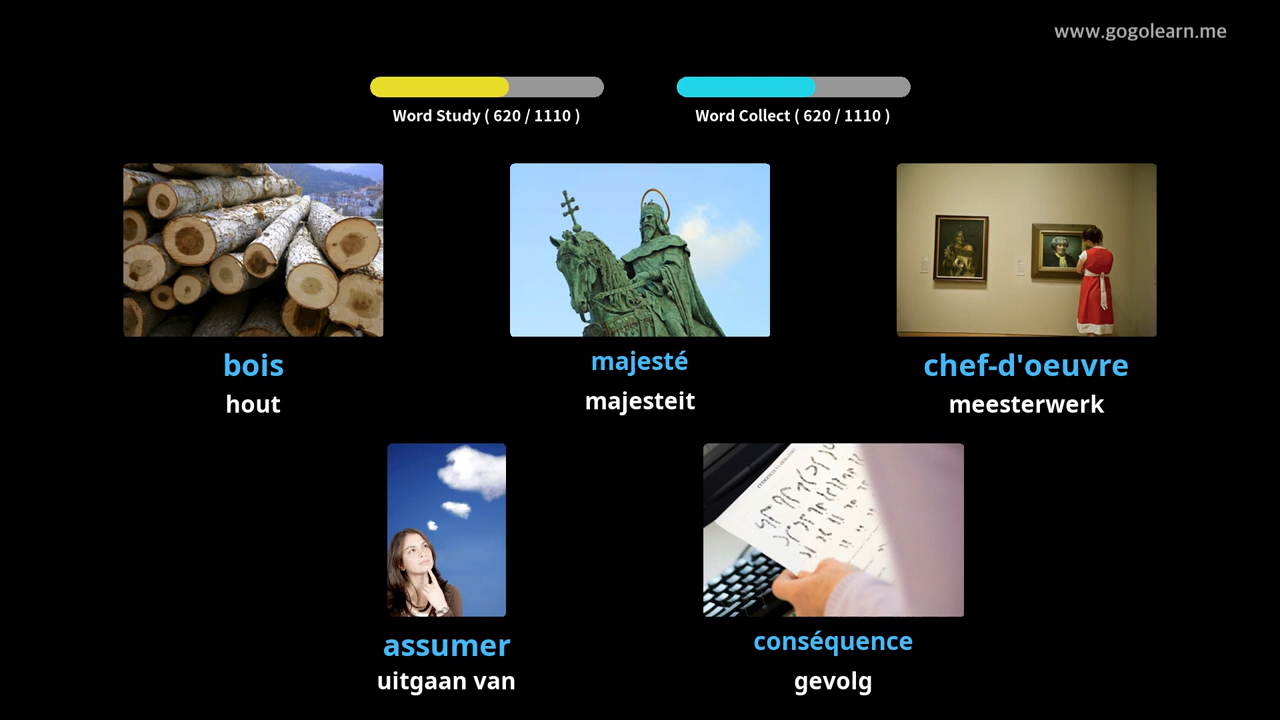 www.gogolearn.me
Word Study ( 620 / 1110 )
Word Collect ( 620 / 1110 )
bois
hout
majesté
majesteit
chef-d'oeuvre
meesterwerk
assumer
uitgaan van
conséquence
gevolg